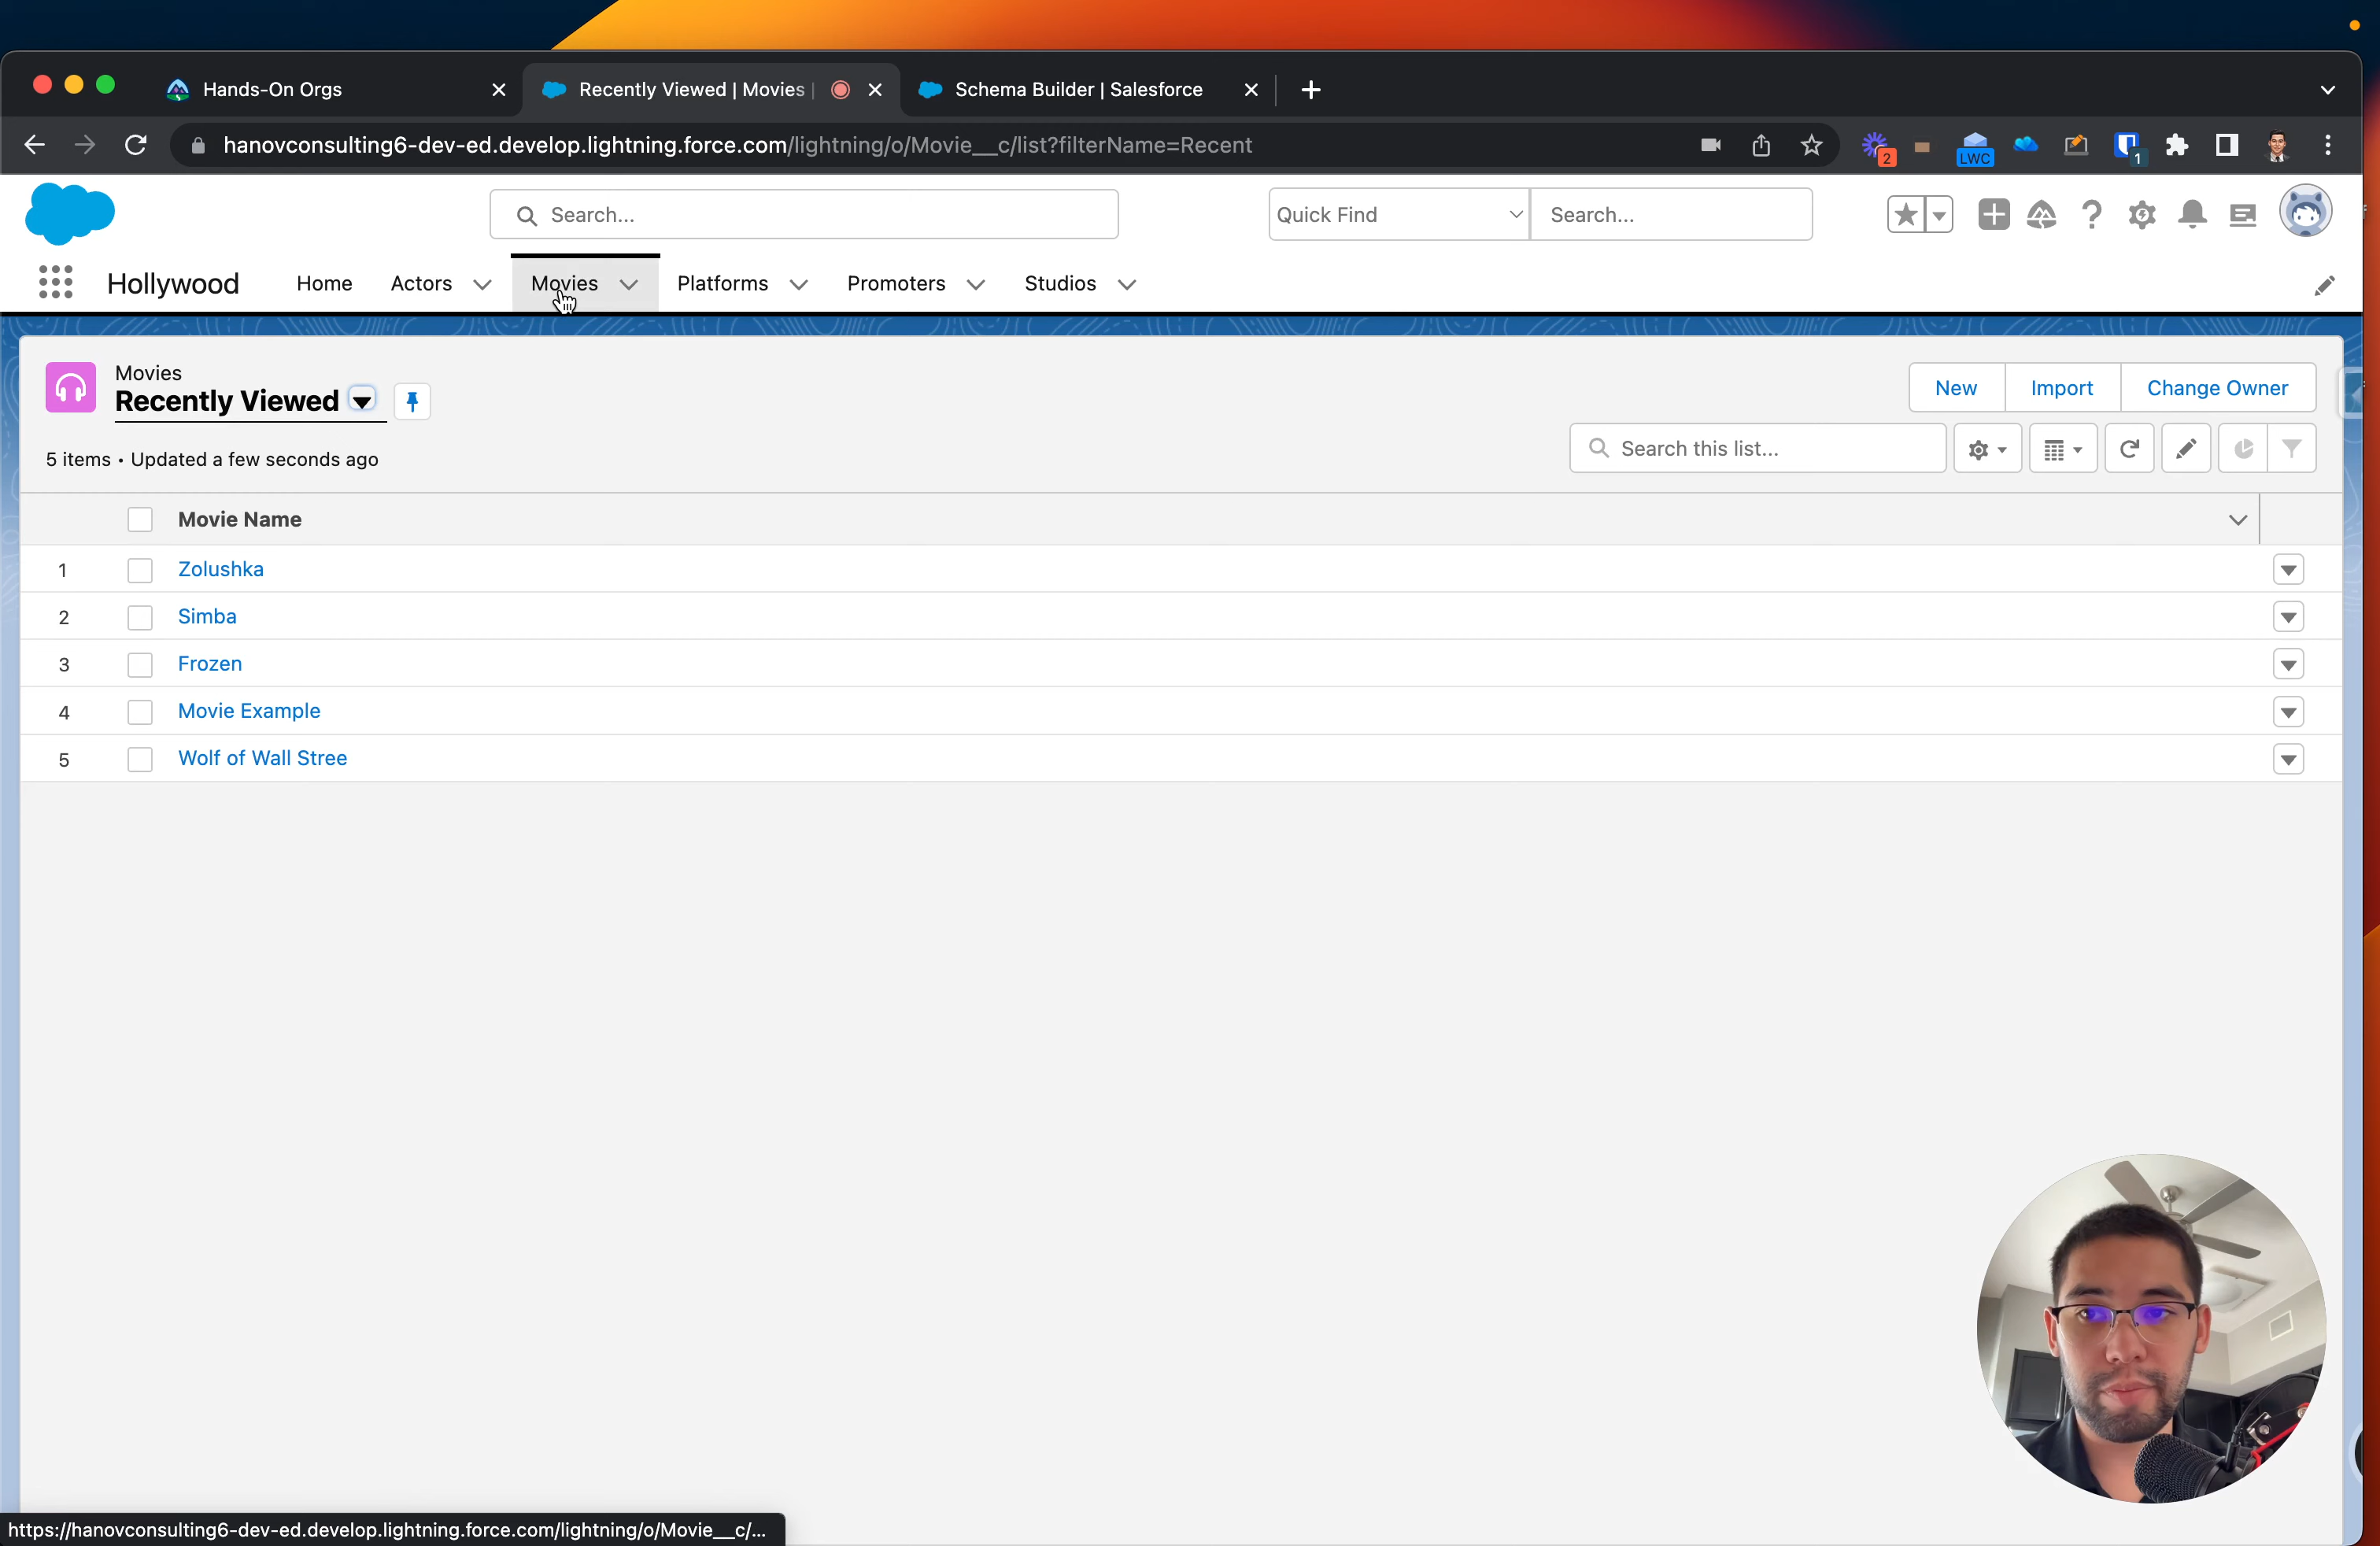 Hands-On Orgs
Recently Viewed | Movies |
Schema Builder | Salesforce
hanovconsulting6-dev-ed.develop.lightning.force.com/lightning/o/Movie__c/list?filterName=Recent
2
LWC
1
Search...
Quick Find
Search...
Hollywood
Home
Actors
Movies
Platforms
Promoters
Studios
Movies
Recently Viewed
New
Import
Change Owner
5 items • Updated a few seconds ago
Search this list...
Movie Name
1
Zolushka
2
Simba
3
Frozen
4
Movie Example
5
Wolf of Wall Stree
https://hanovconsulting6-dev-ed.develop.lightning.force.com/lightning/o/Movie__c/...